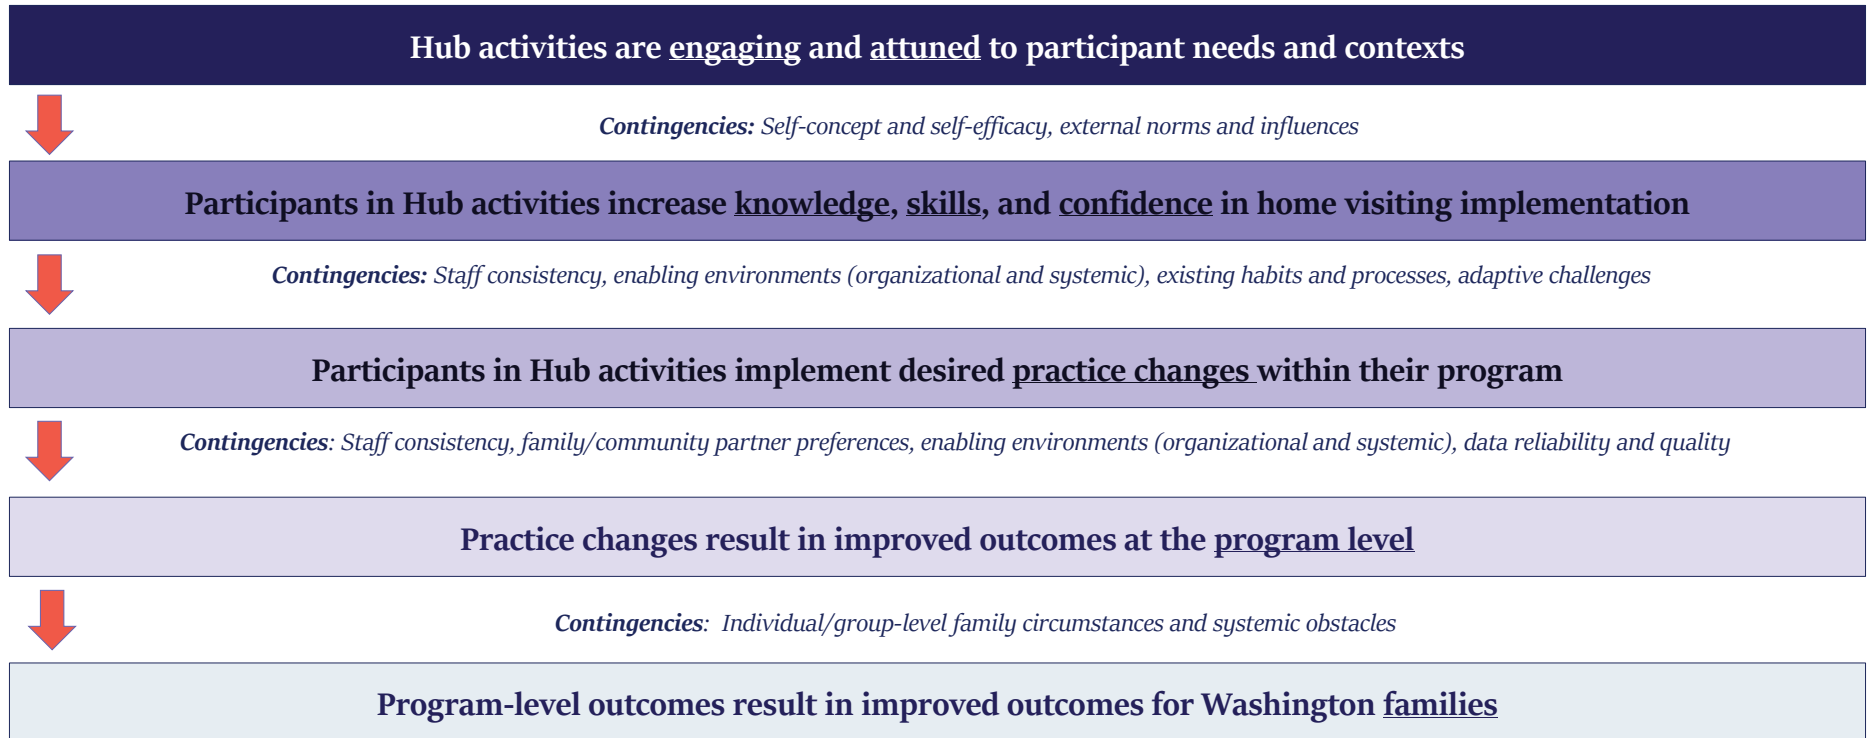 Hub activities are engaging and attuned to participant needs and contexts
Contingencies: Self-concept and self-efficacy, external norms and influences
Participants in Hub activities increase knowledge, skills, and confidence in home visiting implementation
Contingencies: Staff consistency, enabling environments (organizational and systemic), existing habits and processes, adaptive challenges
Participants in Hub activities implement desired practice changes within their program
Contingencies: Staff consistency, family/community partner preferences, enabling environments (organizational and systemic), data reliability and quality
Practice changes result in improved outcomes at the program level
Contingencies: Individual/group-level family circumstances and systemic obstacles
Program-level outcomes result in improved outcomes for Washington families